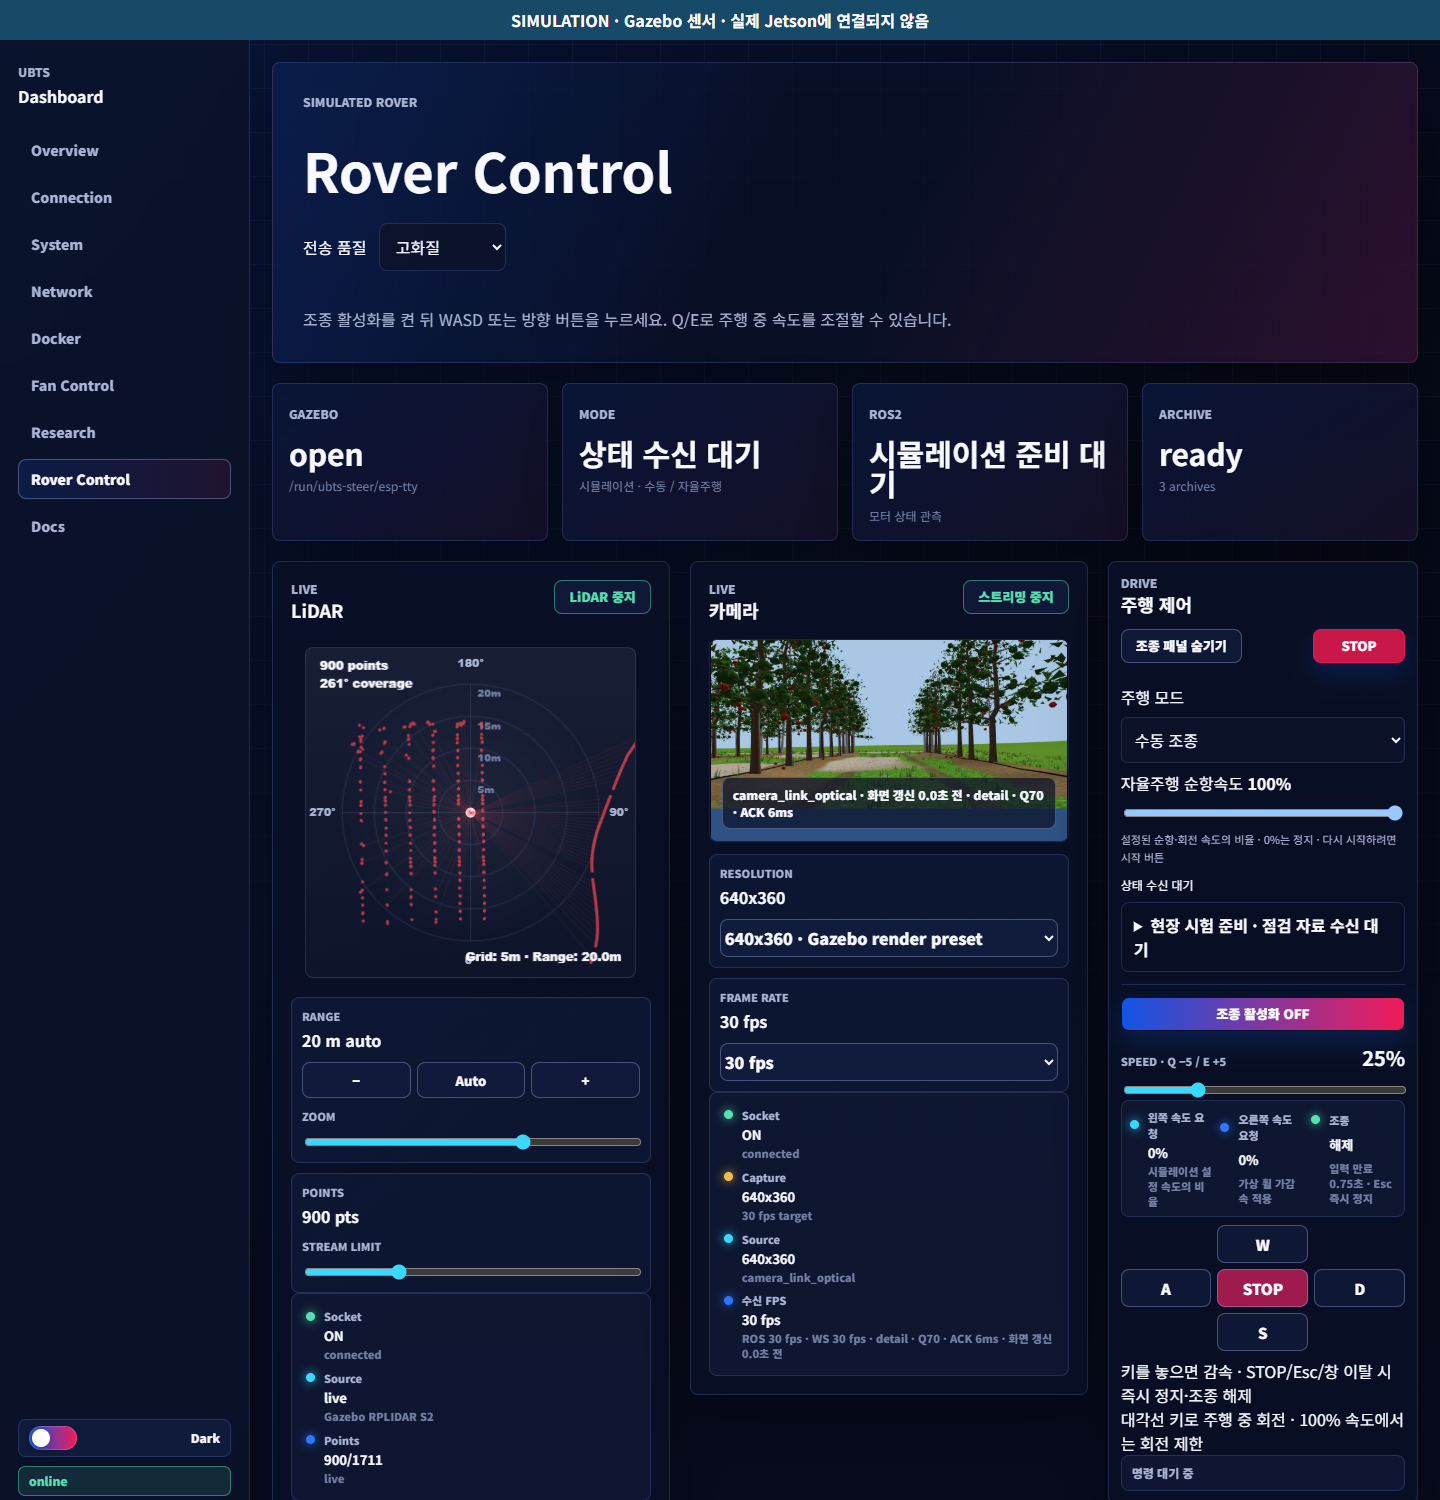 SIMULATION · Gazebo 센서 · 실제 Jetson에 연결되지 않음
UBTS
Dashboard
Overview
Connection
System
Network
Docker
Fan Control
Research
Rover Control
Docs
Dark
online
SIMULATED ROVER
Rover Control
전송 품질
고화질
조종 활성화를 켠 뒤 WASD 또는 방향 버튼을 누르세요. Q/E로 주행 중 속도를 조절할 수 있습니다.
GAZEBO
open
/run/ubts-steer/esp-tty
MODE
상태 수신 대기
시뮬레이션 · 수동 / 자율주행
ROS2
시뮬레이션 준비 대
기
모터 상태 관측
ARCHIVE
ready
3 archives
LIVE
LiDAR
LiDAR 중지
900 points
261° coverage
180°
20m
15m
10m
5m
270°
90°
Grid: 5m · Range: 20.0m
RANGE
20 m auto
−
Auto
+
ZOOM
POINTS
900 pts
STREAM LIMIT
Socket
ON
connected
Source
live
Gazebo RPLIDAR S2
Points
900/1711
live
LIVE
카메라
스트리밍 중지
camera_link_optical · 화면 갱신 0.0초 전 · detail · Q70
· ACK 6ms
RESOLUTION
640x360
640x360 · Gazebo render preset
FRAME RATE
30 fps
30 fps
Socket
ON
connected
Capture
640x360
30 fps target
Source
640x360
camera_link_optical
수신 FPS
30 fps
ROS 30 fps · WS 30 fps · detail · Q70 · ACK 6ms · 화면 갱신
0.0초 전
DRIVE
주행 제어
조종 패널 숨기기
STOP
주행 모드
수동 조종
자율주행 순항속도 100%
설정된 순항·회전 속도의 비율 · 0%는 정지 · 다시 시작하려면
시작 버튼
상태 수신 대기
▶ 현장 시험 준비 · 점검 자료 수신 대
기
조종 활성화 OFF
SPEED · Q −5 / E +5
25%
왼쪽 속도 요
청
0%
시뮬레이션 설
정 속도의 비
율
오른쪽 속도
요청
0%
가상 휠 가감
속 적용
조종
해제
입력 만료
0.75초 · Esc
즉시 정지
W
A
STOP
D
S
키를 놓으면 감속 · STOP/Esc/창 이탈 시
즉시 정지·조종 해제
대각선 키로 주행 중 회전 · 100% 속도에서
는 회전 제한
명령 대기 중